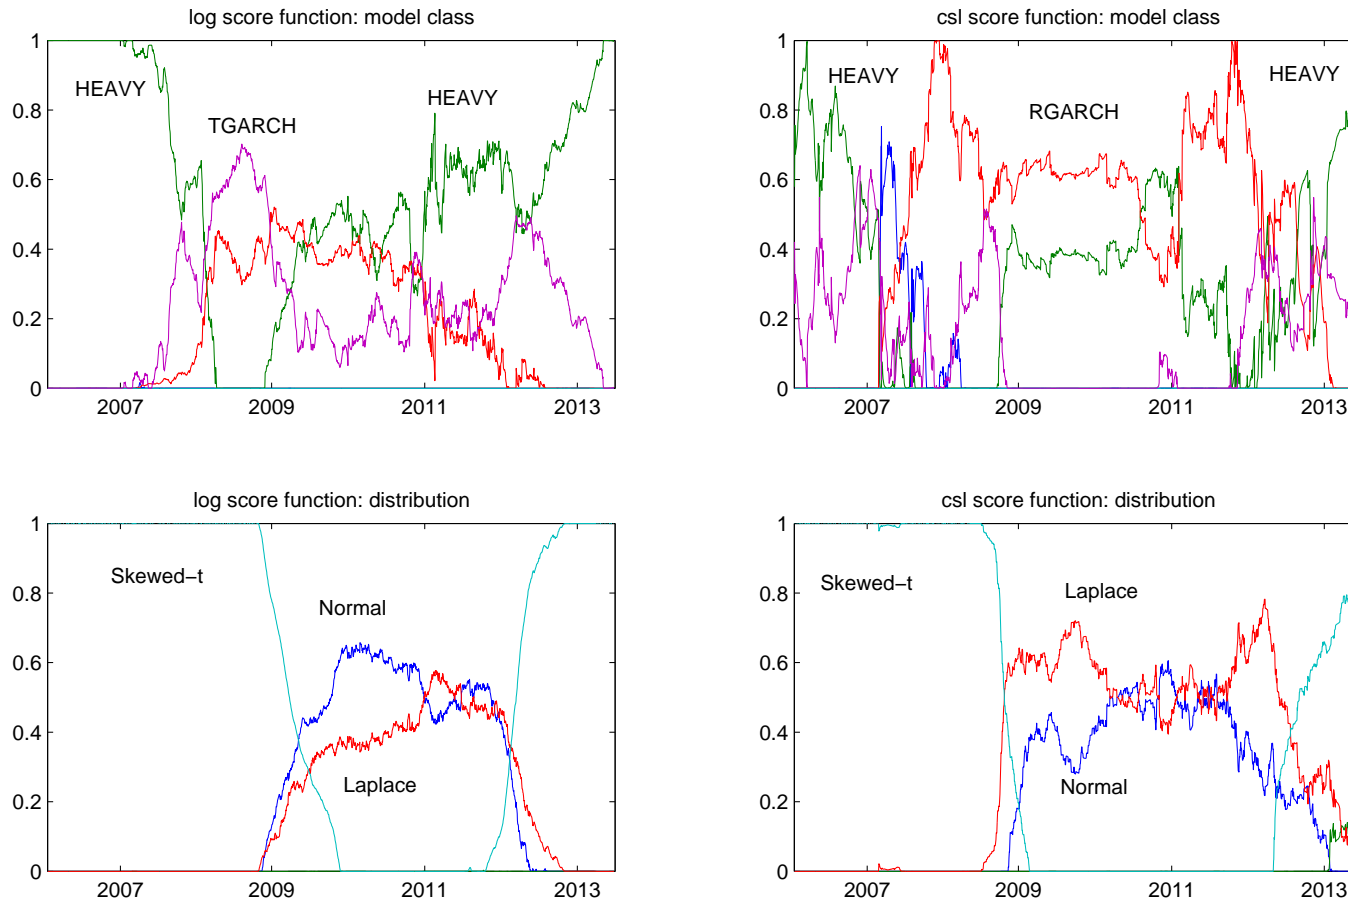 log score function: model class
1
0.8
0.6
0.4
0.2
0
HEAVY
TGARCH
HEAVY
2007
2009
2011
2013
csl score function: model class
1
0.8
0.6
0.4
0.2
0
HEAVY
RGARCH
HEAVY
2007
2009
2011
2013
log score function: distribution
1
0.8
0.6
0.4
0.2
0
Skewed−t
Normal
Laplace
2007
2009
2011
2013
csl score function: distribution
1
0.8
0.6
0.4
0.2
0
Skewed−t
Laplace
Normal
2007
2009
2011
2013